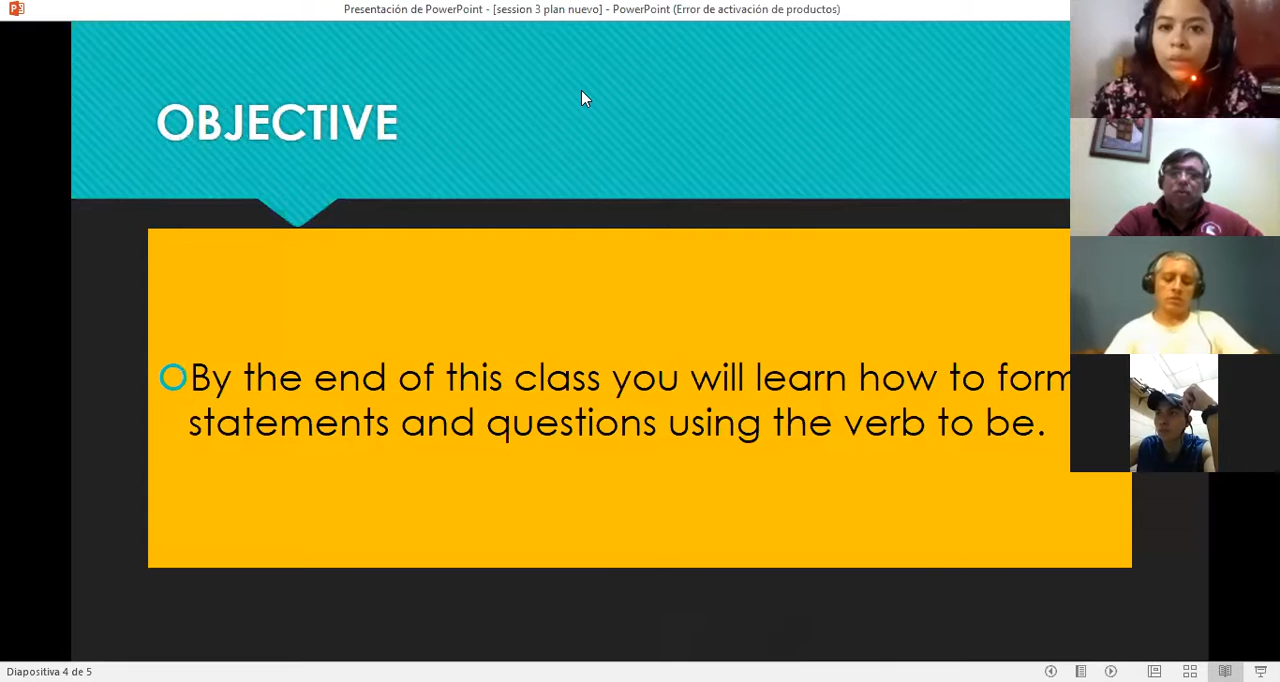 Presentación de PowerPoint - [session 3 plan nuevo] - PowerPoint (Error de activación de productos)
OBJECTIVE
By the end of this class you will learn how to form
statements and questions using the verb to be.
Diapositiva 4 de 5